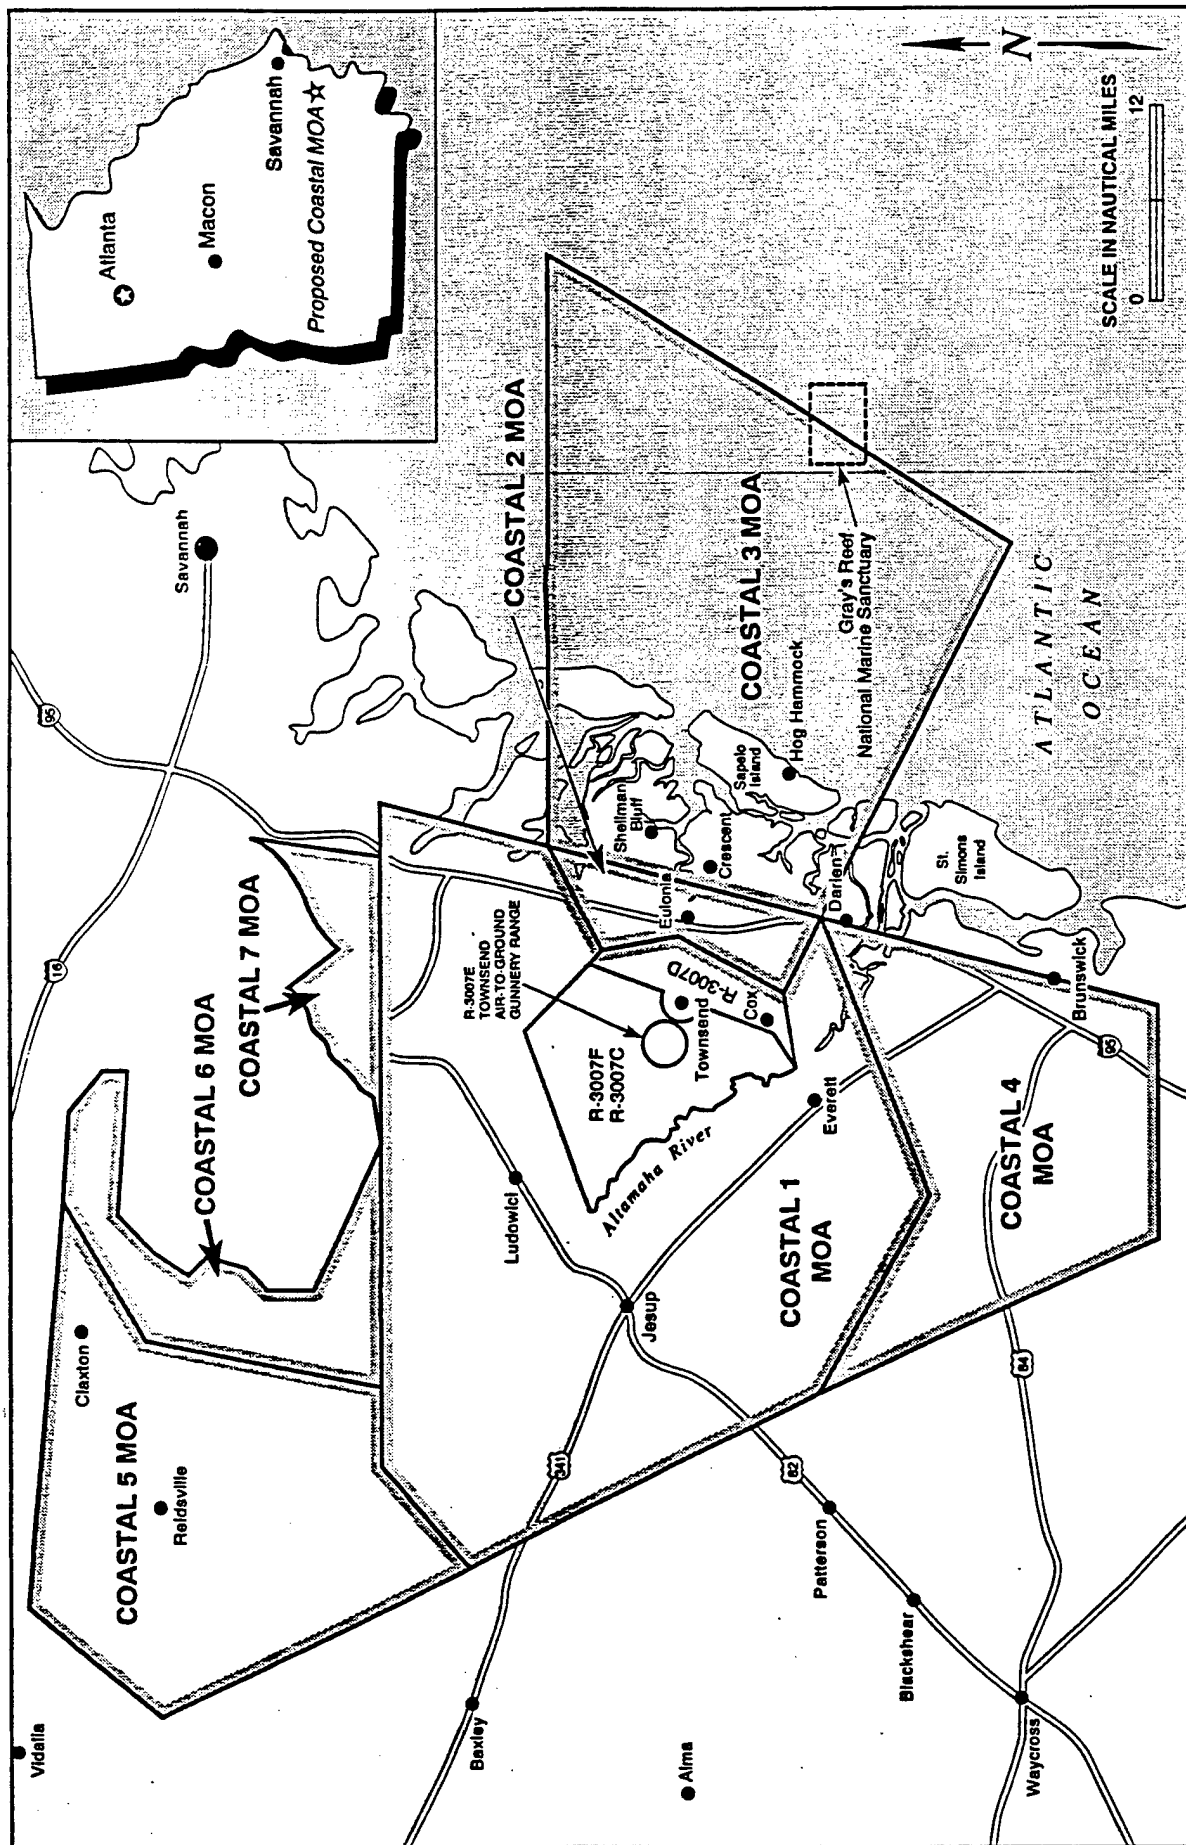 Vidalia
Claxton
COASTAL 5 MOA
Reidsville
COASTAL 6 MOA
COASTAL 7 MOA
16
95
Savannah
Atlanta
Macon
Savannah
Proposed Coastal MOA
Baxley
341
Alma
Ludowici
Jesup
Altamaha River
R-3007F
R-3007C
R-3007E
TOWNSEND
AIR-TO-GROUND
GUNNERY RANGE
Townsend
Cox
R-3007D
Everett
COASTAL 1
MOA
COASTAL 2 MOA
Eulonia
Shellman
Bluff
Crescent
Darien
Sapelo
Island
Hog Hammock
COASTAL 3 MOA
Gray's Reef
National Marine Sanctuary
St.
Simons
Island
ATLANTIC
OCEAN
Patterson
82
Blackshear
Waycross
84
COASTAL 4
MOA
Brunswick
95
N
SCALE IN NAUTICAL MILES
0 12